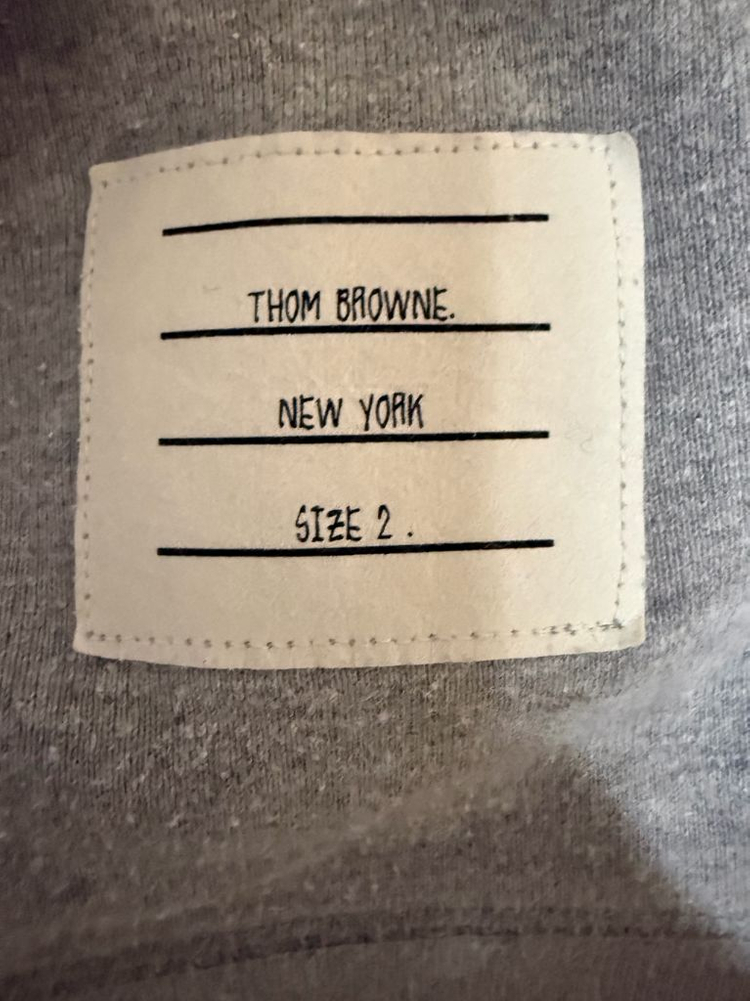 THOM BROWNE.
NEW YORK
SIZE 2 .